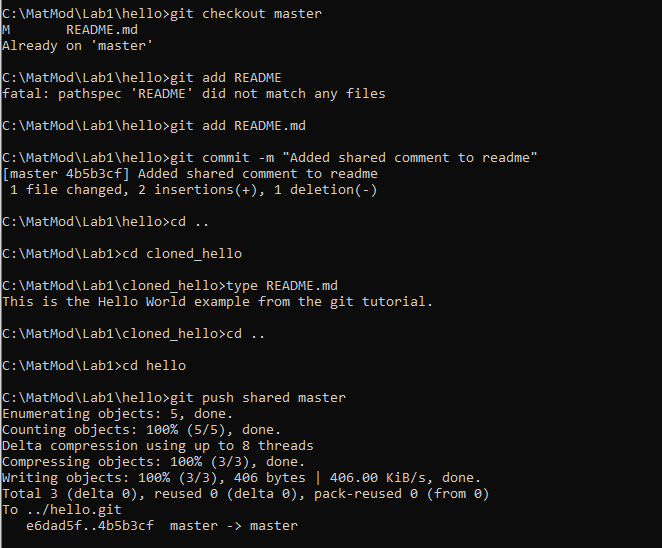 C:\MatMod\Lab1\hello>git checkout master
M       README.md
Already on 'master'
C:\MatMod\Lab1\hello>git add README
fatal: pathspec 'README' did not match any files
C:\MatMod\Lab1\hello>git add README.md
C:\MatMod\Lab1\hello>git commit -m "Added shared comment to readme"
[master 4b5b3cf] Added shared comment to readme
 1 file changed, 2 insertions(+), 1 deletion(-)
C:\MatMod\Lab1\hello>cd ..
C:\MatMod\Lab1>cd cloned_hello
C:\MatMod\Lab1\cloned_hello>type README.md
This is the Hello World example from the git tutorial.
C:\MatMod\Lab1\cloned_hello>cd ..
C:\MatMod\Lab1>cd hello
C:\MatMod\Lab1\hello>git push shared master
Enumerating objects: 5, done.
Counting objects: 100% (5/5), done.
Delta compression using up to 8 threads
Compressing objects: 100% (3/3), done.
Writing objects: 100% (3/3), 406 bytes | 406.00 KiB/s, done.
Total 3 (delta 0), reused 0 (delta 0), pack-reused 0 (from 0)
To ../hello.git
   e6dad5f..4b5b3cf  master -> master